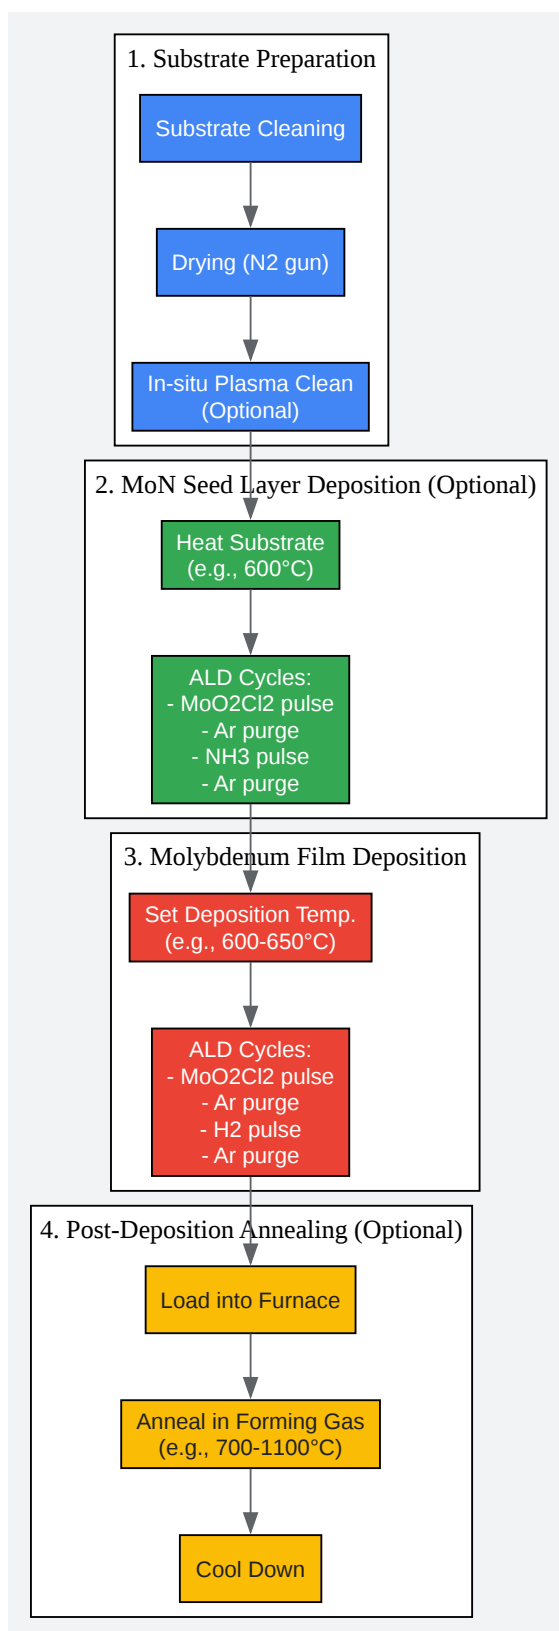 1. Substrate Preparation
Substrate Cleaning
Drying (N2 gun)
In-situ Plasma Clean
(Optional)
2. MoN Seed Layer Deposition (Optional)
Heat Substrate
(e.g., 600°C)
ALD Cycles:
- MoO2Cl2 pulse
- Ar purge
- NH3 pulse
- Ar purge
3. Molybdenum Film Deposition
Set Deposition Temp.
(e.g., 600-650°C)
ALD Cycles:
- MoO2Cl2 pulse
- Ar purge
- H2 pulse
- Ar purge
4. Post-Deposition Annealing (Optional)
Load into Furnace
Anneal in Forming Gas
(e.g., 700-1100°C)
Cool Down